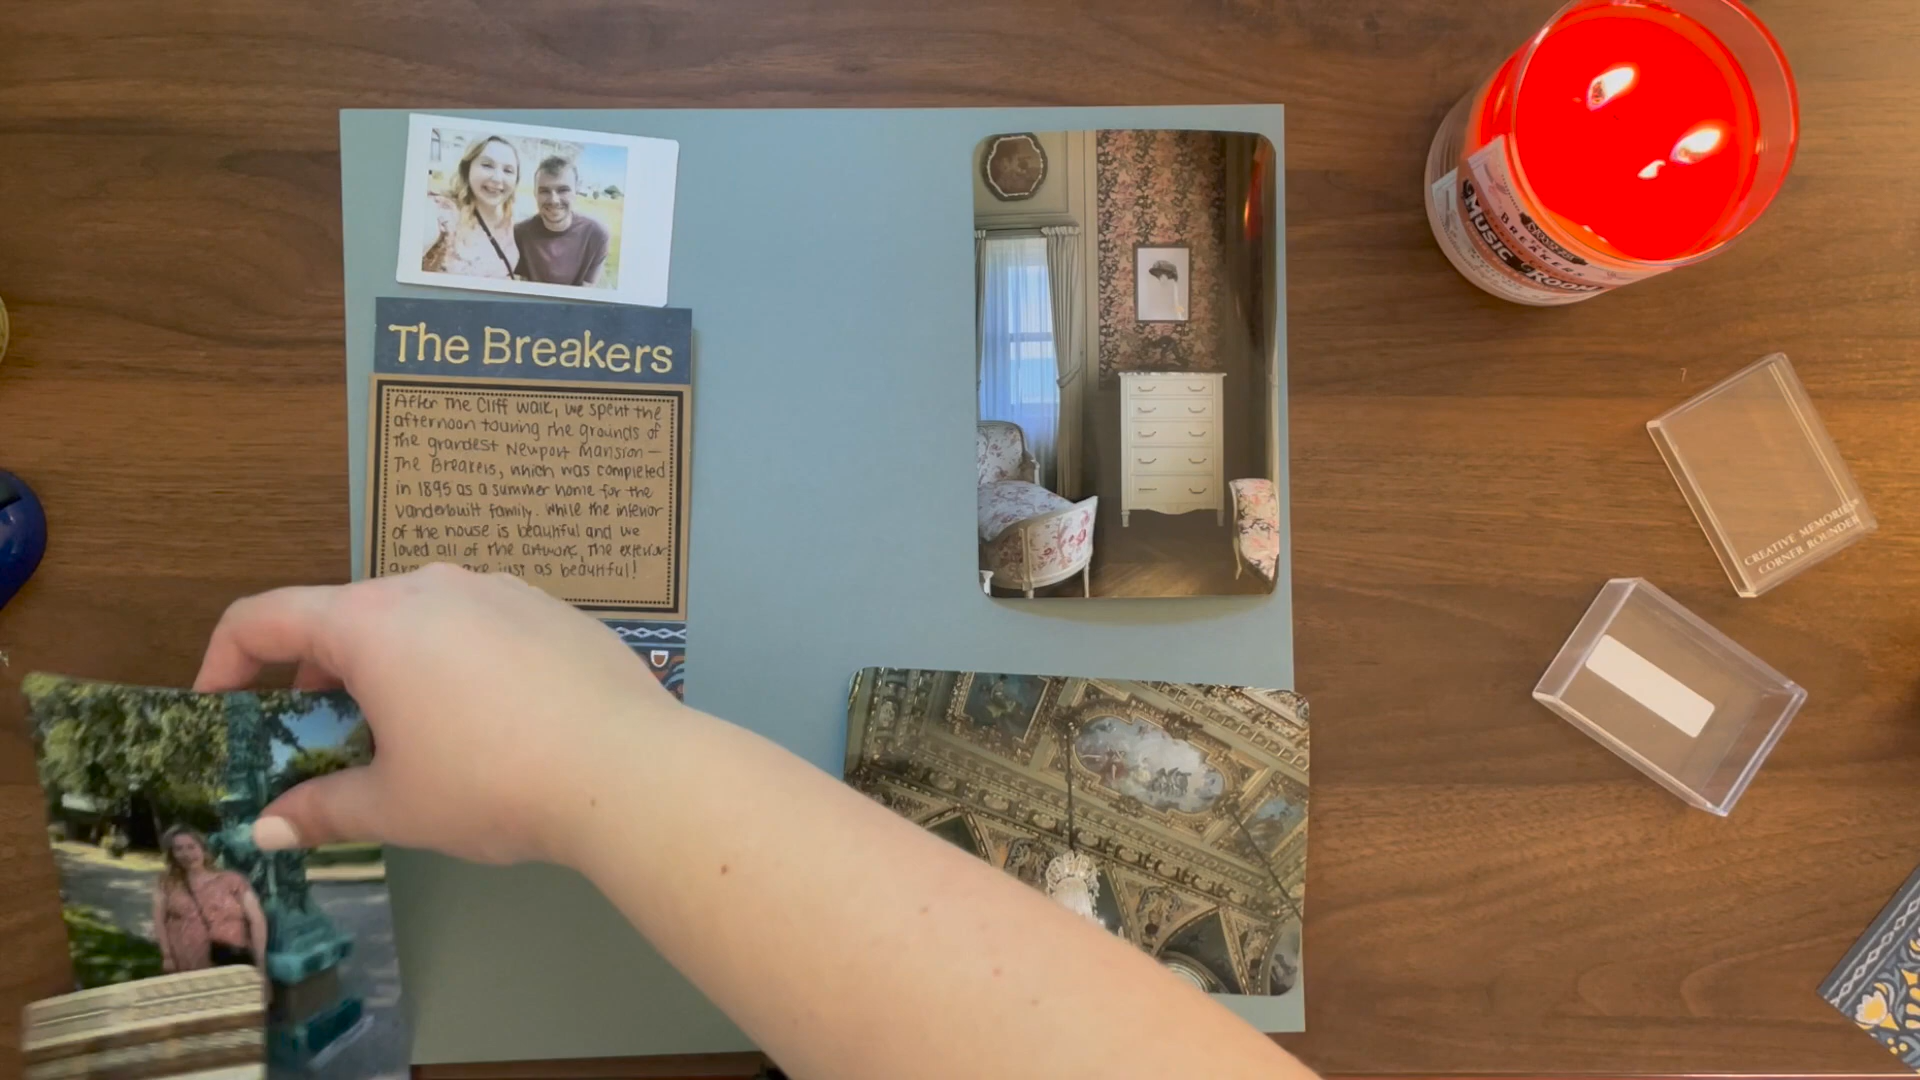 The Breakers
After The Cliff walk, we spent the
afternoon touring the grounds of
The grandest Newport Mansion —
The Breakers, which was completed
in 1895 as a summer home for the
Vanderbuilt family. While the interior
of the house is beautiful and we
loved all of the artwork, the exterior
are just as beautiful!
BREAKERS
MUSIC ROOM
CREATIVE MEMORIES®
CORNER ROUNDER